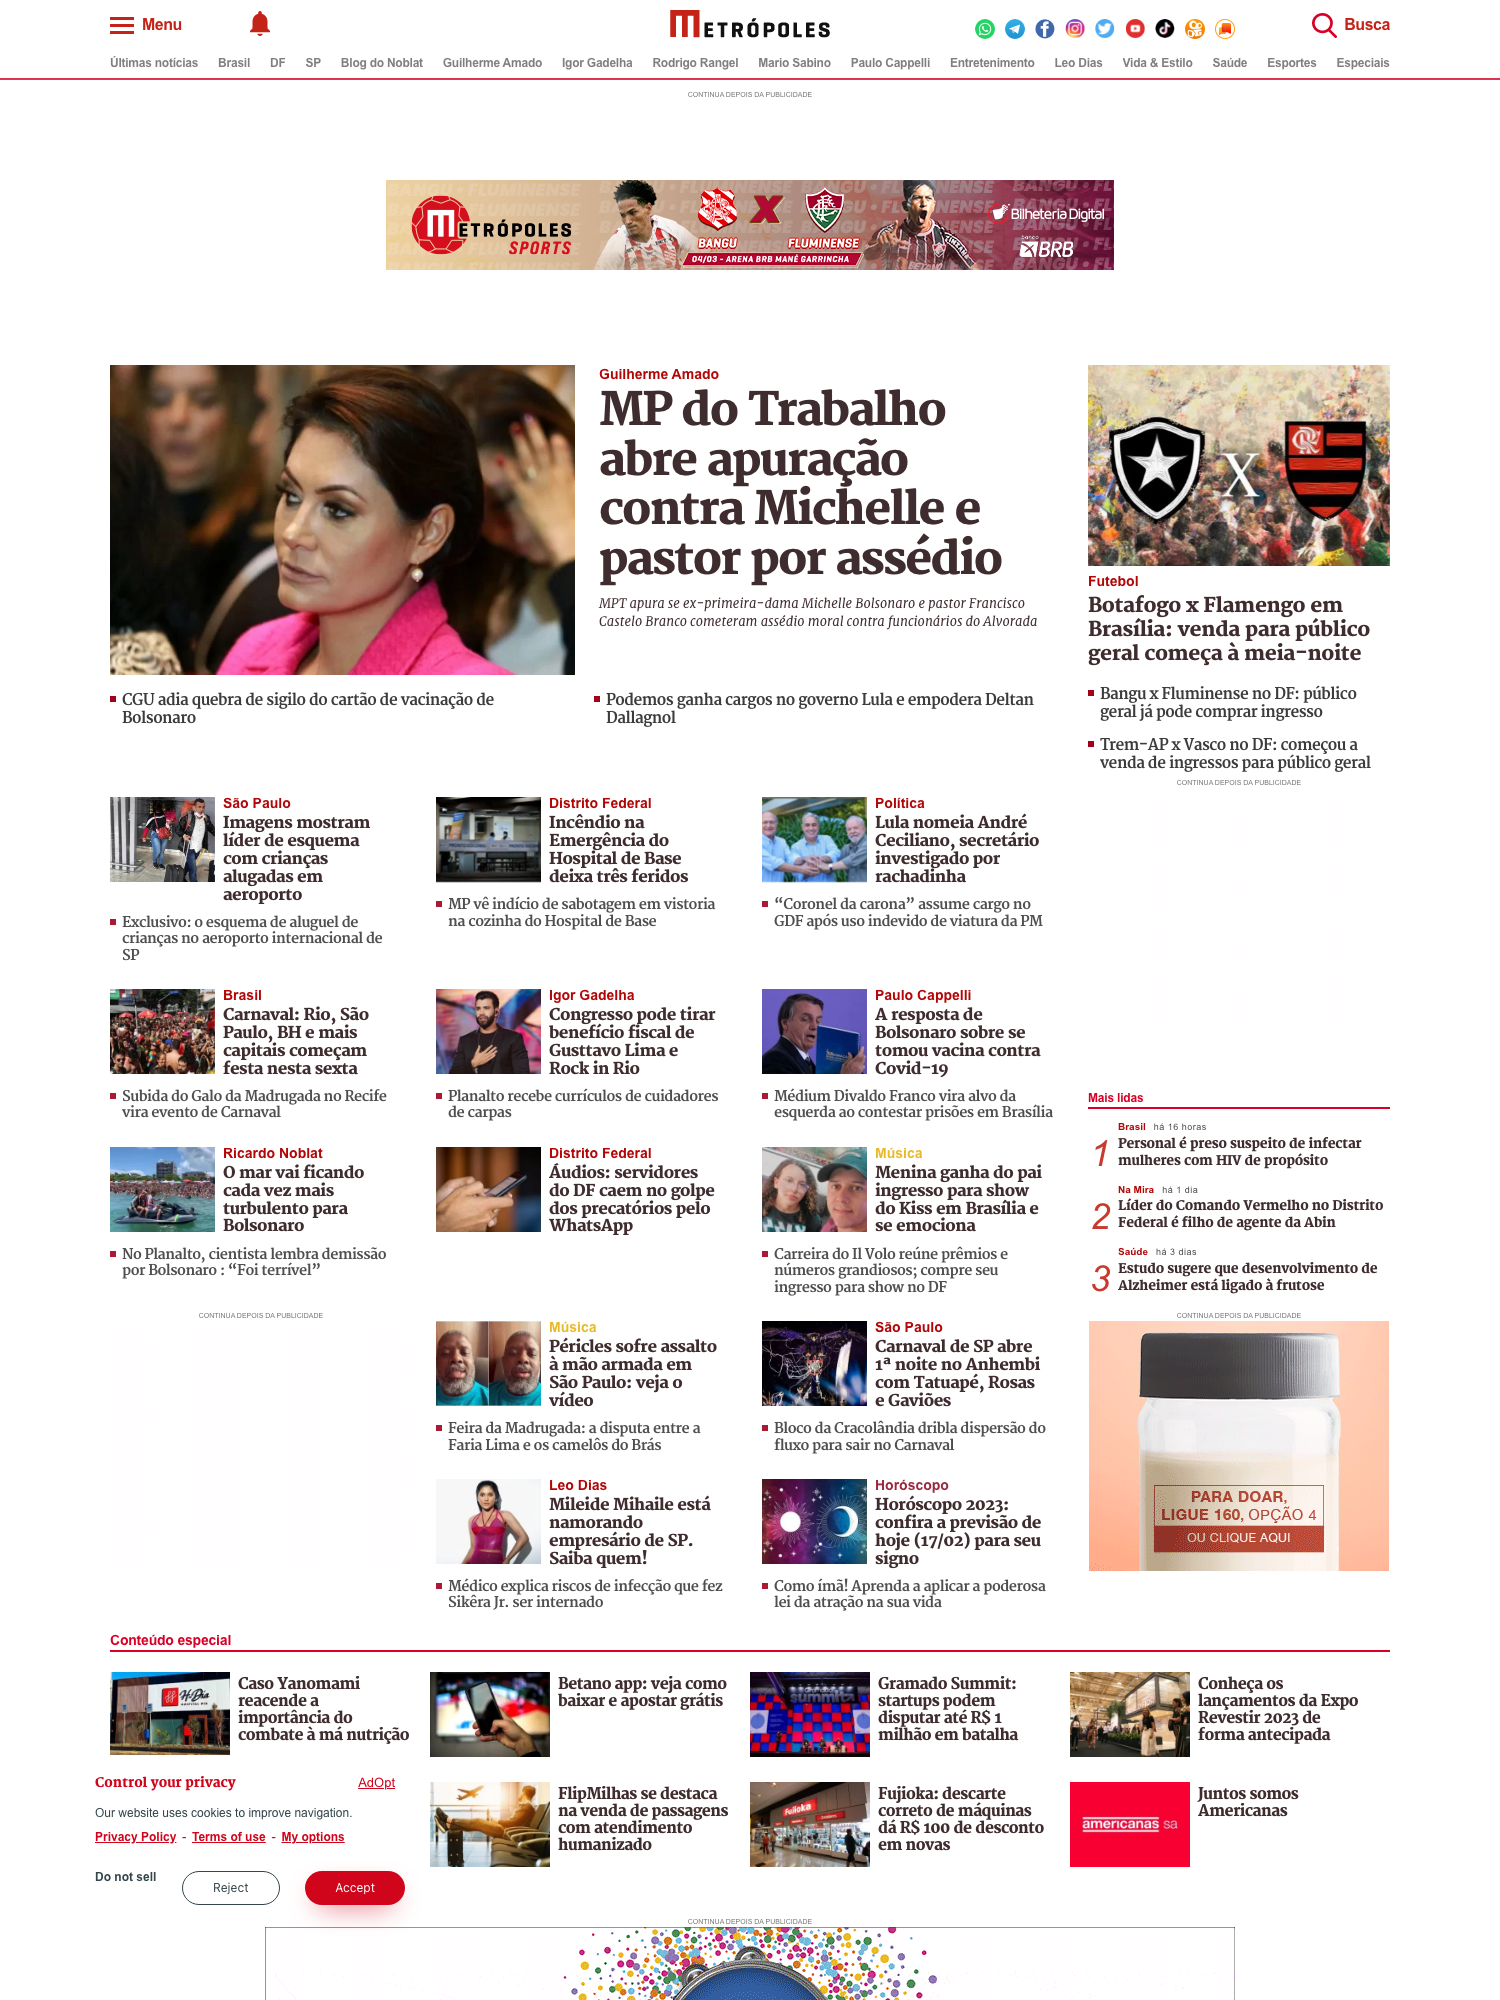 Menu
METRÓPOLES
Busca
Últimas notícias Brasil DF SP Blog do Noblat Guilherme Amado Igor Gadelha Rodrigo Rangel Mario Sabino Paulo Cappelli Entretenimento Leo Dias Vida & Estilo Saúde Esportes Especiais
CONTINUA DEPOIS DA PUBLICIDADE
METRÓPOLES
SPORTS
BANGU X FLUMINENSE
04/03 - ARENA BRB MANÉ GARRINCHA
Bilheteria Digital
banco
BRB
Guilherme Amado
MP do Trabalho
abre apuração
contra Michelle e
pastor por assédio
MPT apura se ex-primeira-dama Michelle Bolsonaro e pastor Francisco
Castelo Branco cometeram assédio moral contra funcionários do Alvorada
CGU adia quebra de sigilo do cartão de vacinação de
Bolsonaro
Podemos ganha cargos no governo Lula e empodera Deltan
Dallagnol
X
Futebol
Botafogo x Flamengo em
Brasília: venda para público
geral começa à meia-noite
Bangu x Fluminense no DF: público
geral já pode comprar ingresso
Trem-AP x Vasco no DF: começou a
venda de ingressos para público geral
CONTINUA DEPOIS DA PUBLICIDADE
São Paulo
Imagens mostram
líder de esquema
com crianças
alugadas em
aeroporto
Exclusivo: o esquema de aluguel de
crianças no aeroporto internacional de
SP
Distrito Federal
Incêndio na
Emergência do
Hospital de Base
deixa três feridos
MP vê indício de sabotagem em vistoria
na cozinha do Hospital de Base
Política
Lula nomeia André
Ceciliano, secretário
investigado por
rachadinha
“Coronel da carona” assume cargo no
GDF após uso indevido de viatura da PM
Brasil
Carnaval: Rio, São
Paulo, BH e mais
capitais começam
festa nesta sexta
Subida do Galo da Madrugada no Recife
vira evento de Carnaval
Igor Gadelha
Congresso pode tirar
benefício fiscal de
Gusttavo Lima e
Rock in Rio
Planalto recebe currículos de cuidadores
de carpas
Paulo Cappelli
A resposta de
Bolsonaro sobre se
tomou vacina contra
Covid-19
Médium Divaldo Franco vira alvo da
esquerda ao contestar prisões em Brasília
Ricardo Noblat
O mar vai ficando
cada vez mais
turbulento para
Bolsonaro
No Planalto, cientista lembra demissão
por Bolsonaro : “Foi terrível”
Distrito Federal
Áudios: servidores
do DF caem no golpe
dos precatórios pelo
WhatsApp
Música
Menina ganha do pai
ingresso para show
do Kiss em Brasília e
se emociona
Carreira do Il Volo reúne prêmios e
números grandiosos; compre seu
ingresso para show no DF
Mais lidas
1
Brasil há 16 horas
Personal é preso suspeito de infectar
mulheres com HIV de propósito
2
Na Mira há 1 dia
Líder do Comando Vermelho no Distrito
Federal é filho de agente da Abin
3
Saúde há 3 dias
Estudo sugere que desenvolvimento de
Alzheimer está ligado à frutose
CONTINUA DEPOIS DA PUBLICIDADE
CONTINUA DEPOIS DA PUBLICIDADE
Música
Péricles sofre assalto
à mão armada em
São Paulo: veja o
vídeo
Feira da Madrugada: a disputa entre a
Faria Lima e os camelôs do Brás
São Paulo
Carnaval de SP abre
1ª noite no Anhembi
com Tatuapé, Rosas
e Gaviões
Bloco da Cracolândia dribla dispersão do
fluxo para sair no Carnaval
Leo Dias
Mileide Mihaile está
namorando
empresário de SP.
Saiba quem!
Médico explica riscos de infecção que fez
Sikêra Jr. ser internado
Horóscopo
Horóscopo 2023:
confira a previsão de
hoje (17/02) para seu
signo
Como ímã! Aprenda a aplicar a poderosa
lei da atração na sua vida
PARA DOAR,
LIGUE 160, OPÇÃO 4
OU CLIQUE AQUI
Conteúdo especial
Caso Yanomami
reacende a
importância do
combate à má nutrição
Betano app: veja como
baixar e apostar grátis
summit
Gramado Summit:
startups podem
disputar até R$ 1
milhão em batalha
Conheça os
lançamentos da Expo
Revestir 2023 de
forma antecipada
Control your privacy
AdOpt
Our website uses cookies to improve navigation.
Privacy Policy - Terms of use - My options
Do not sell
Reject
Accept
FlipMilhas se destaca
na venda de passagens
com atendimento
humanizado
Fujioka
Fujioka: descarte
correto de máquinas
dá R$ 100 de desconto
em novas
americanas sa
Juntos somos
Americanas
CONTINUA DEPOIS DA PUBLICIDADE